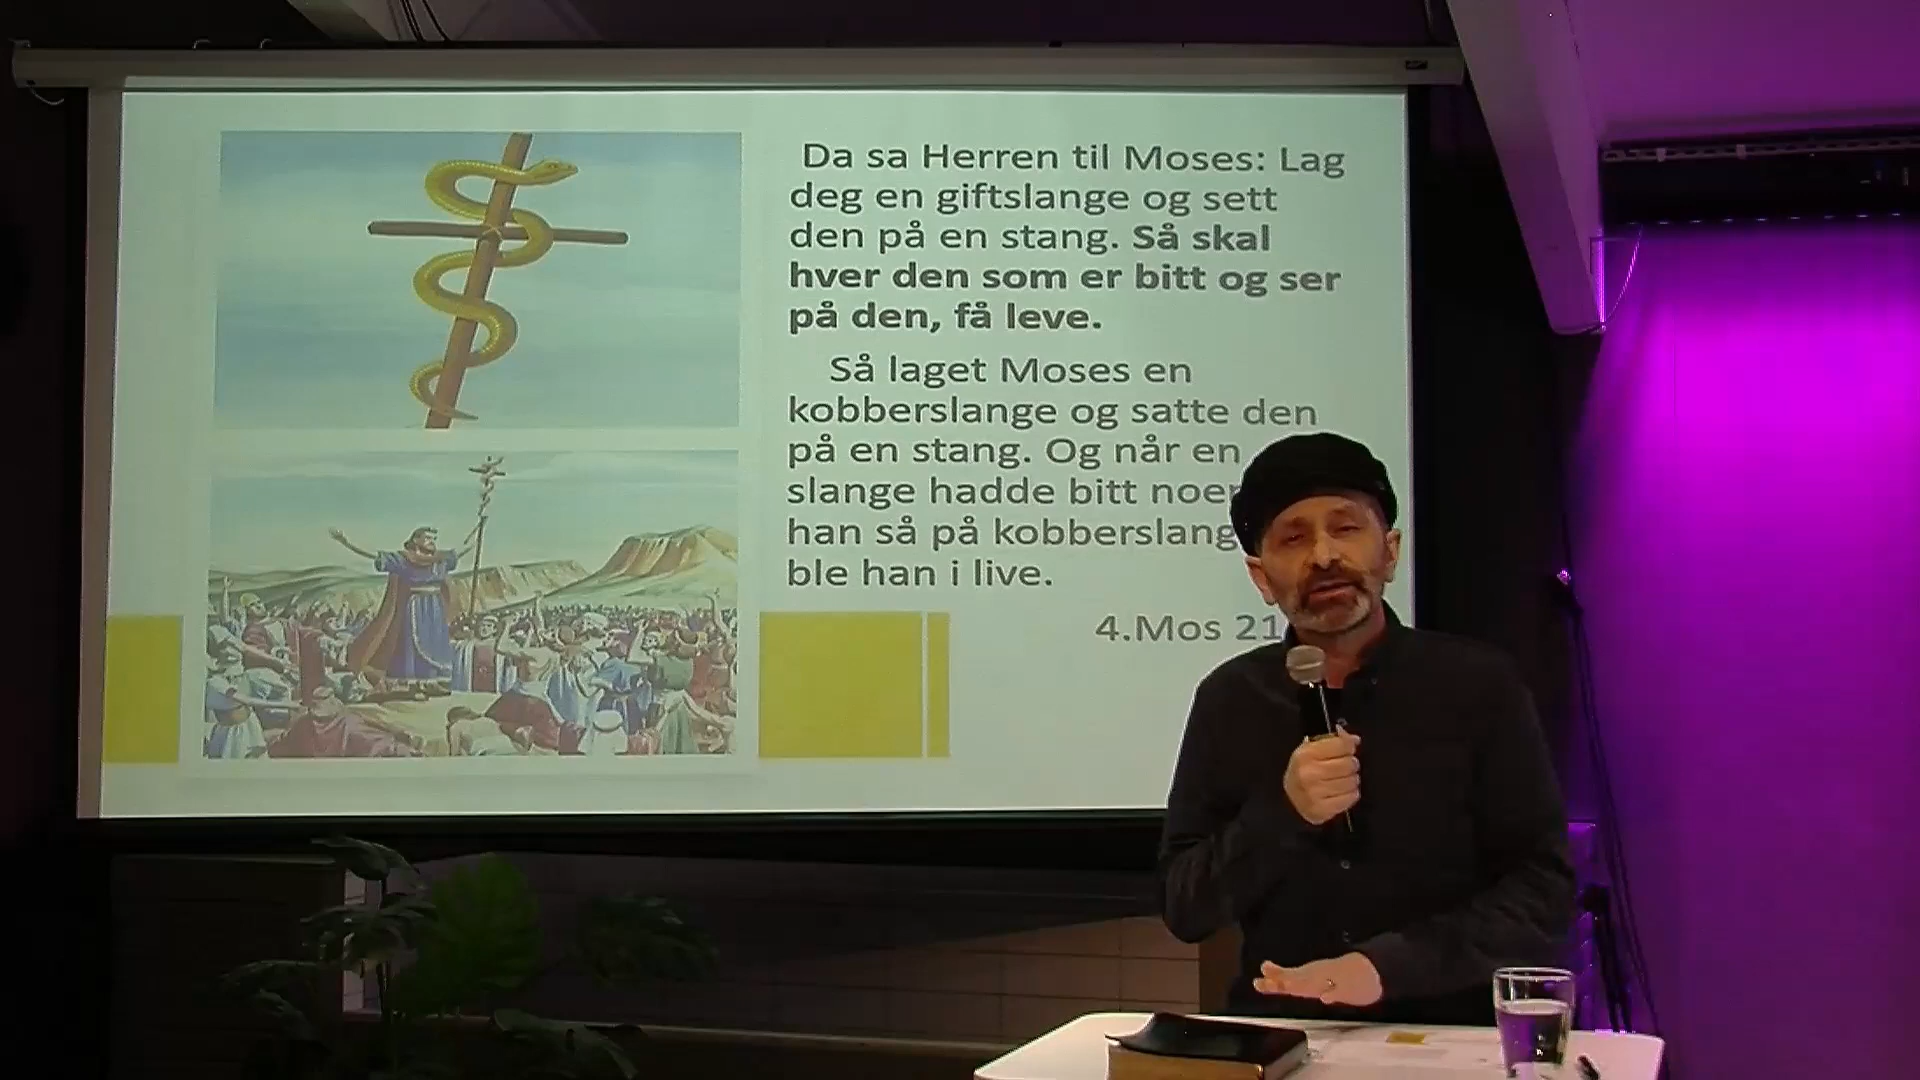 Da sa Herren til Moses: Lag
deg en giftslange og sett
den på en stang. Så skal
hver den som er bitt og ser
på den, få leve.
Så laget Moses en
kobberslange og satte den
på en stang. Og når en
slange hadde bitt
han så på
ble han i live.
4.Mos 21